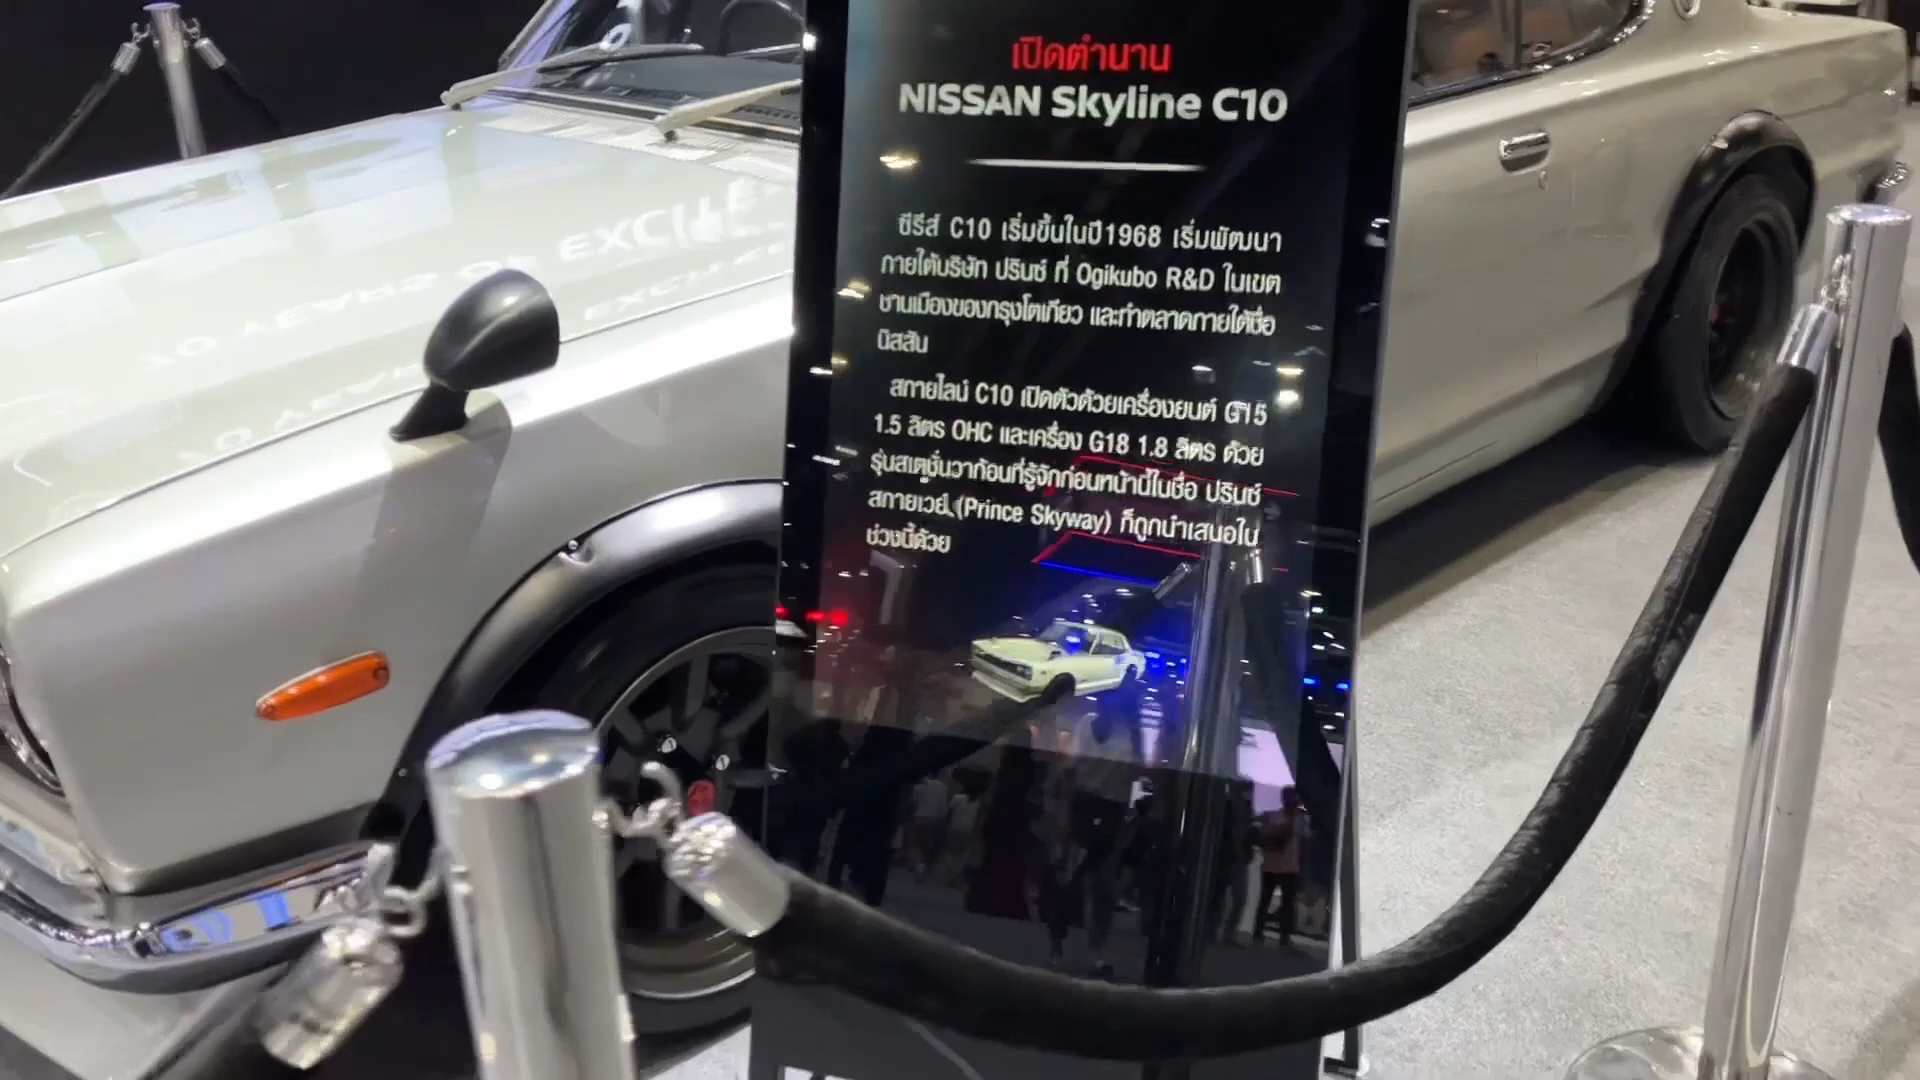 เปิดตำนาน
NISSAN Skyline C10
ซีรีส์ C10 เริ่มขึ้นในปี1968 เริ่มพัฒนา
ภายใต้บริษัท ปรินซ์ ที่ Ogikubo R&D ในเขต
ชานเมืองของกรุงโตเกียว และทำตลาดภายใต้ชื่อ
นิสสัน
สกายไลน์ C10 เปิดตัวด้วยเครื่องยนต์ G15
1.5 ลิตร OHC และเครื่อง G18 1.8 ลิตร ด้วย
รุ่นสเตชั่นวาก้อนที่รู้จักก่อนหน้านี้ในชื่อ ปรินซ์
สกายเวย์ (Prince Skyway) ก็ถูกนำเสนอใน
ช่วงนี้ด้วย